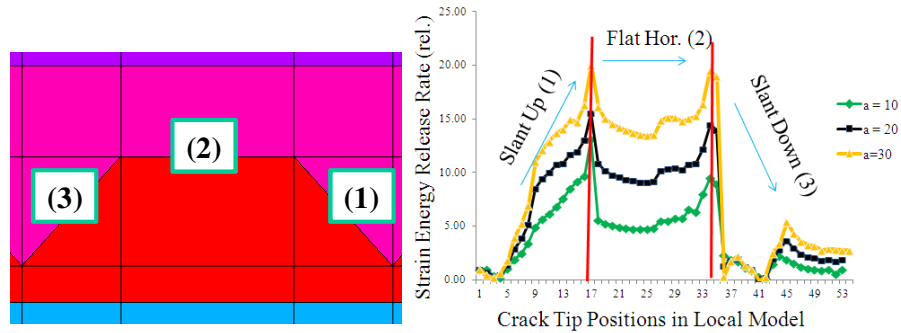 (2)
(3)
(1)
Strain Energy Release Rate (rel.)
25.00
20.00
15.00
10.00
5.00
0.00
Slant Up (1)
Flat Hor. (2)
Slant Down (3)
a = 10
a = 20
a=30
1 5 9 13 17 21 25 29 33 37 41 45 49 53
Crack Tip Positions in Local Model